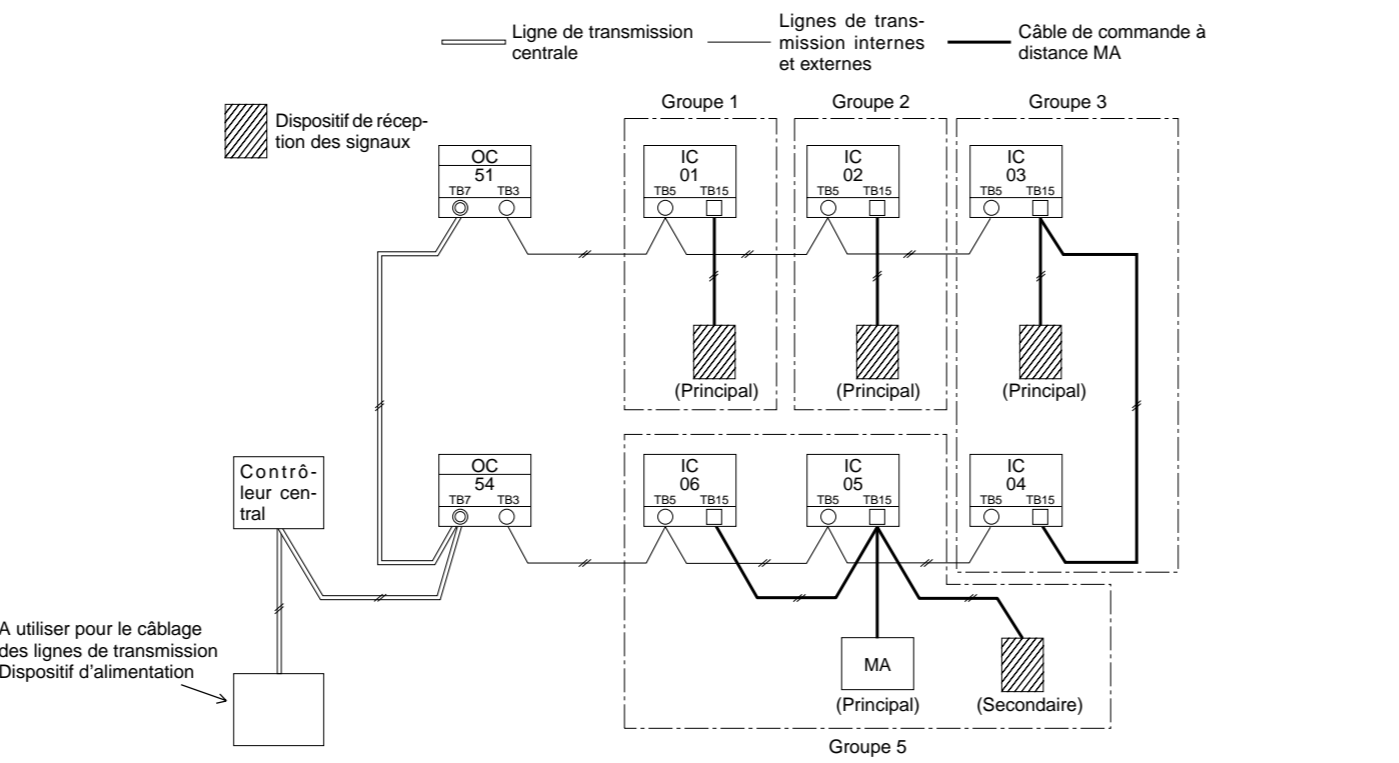 Ligne de transmission
centrale
Lignes de trans-
mission internes
et externes
Câble de commande à
distance MA
Dispositif de récep-
tion des signaux
Groupe 1
Groupe 2
Groupe 3
OC
51
TB7 TB3
IC
01
TB5 TB15
IC
02
TB5 TB15
IC
03
TB5 TB15
(Principal)
(Principal)
(Principal)
Contrô-
leur cen-
tral
OC
54
TB7 TB3
IC
06
TB5 TB15
IC
05
TB5 TB15
IC
04
TB5 TB15
A utiliser pour le câblage
des lignes de transmission
Dispositif d'alimentation
MA
(Principal)
(Secondaire)
Groupe 5